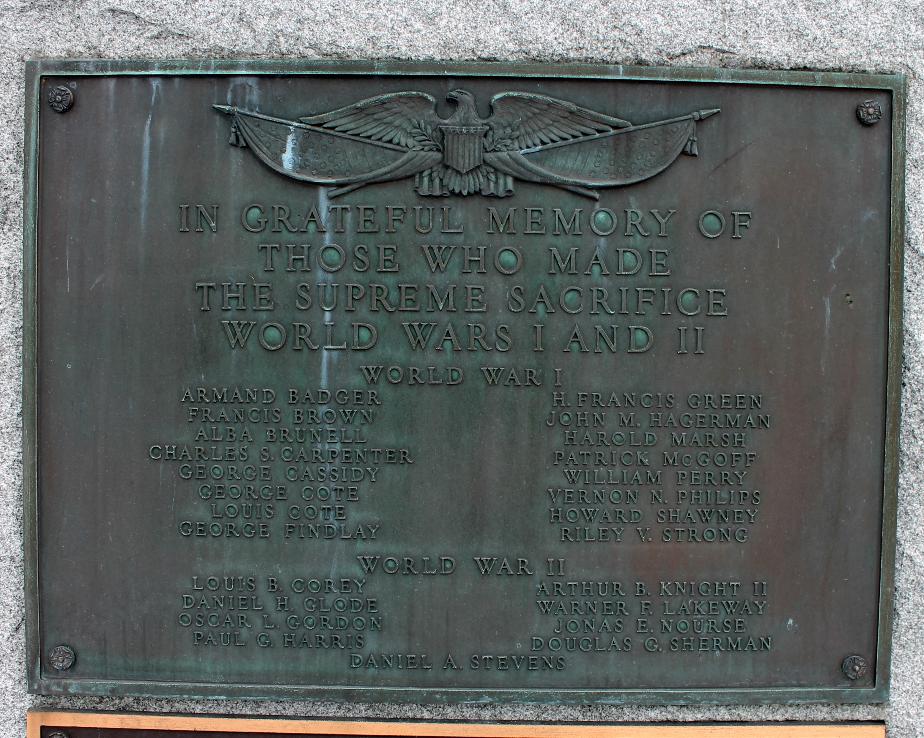 IN GRATEFUL MEMORY OF
THOSE WHO MADE
THE SUPREME SACRIFICE
WORLD WARS I AND II
WORLD WAR I
ARMAND BADGER
FRANCIS BROWN
ALBA BRUNELL
CHARLES S. CARPENTER
GEORGE CASSIDY
GEORGE COTE
LOUIS COTE
GEORGE FINDLAY
H. FRANCIS GREEN
JOHN M. HAGERMAN
HAROLD MARSH
PATRICK McGOFF
WILLIAM PERRY
VERNON N. PHILIPS
HOWARD SHAWNEY
RILEY V. STRONG
WORLD WAR II
LOUIS B. COREY
DANIEL H. GLODE
OSCAR L. GORDON
PAUL G. HARRIS
ARTHUR B. KNIGHT II
WARNER F. LAKEWAY
JONAS E. NOURSE
DOUGLAS G. SHERMAN
DANIEL A. STEVENS